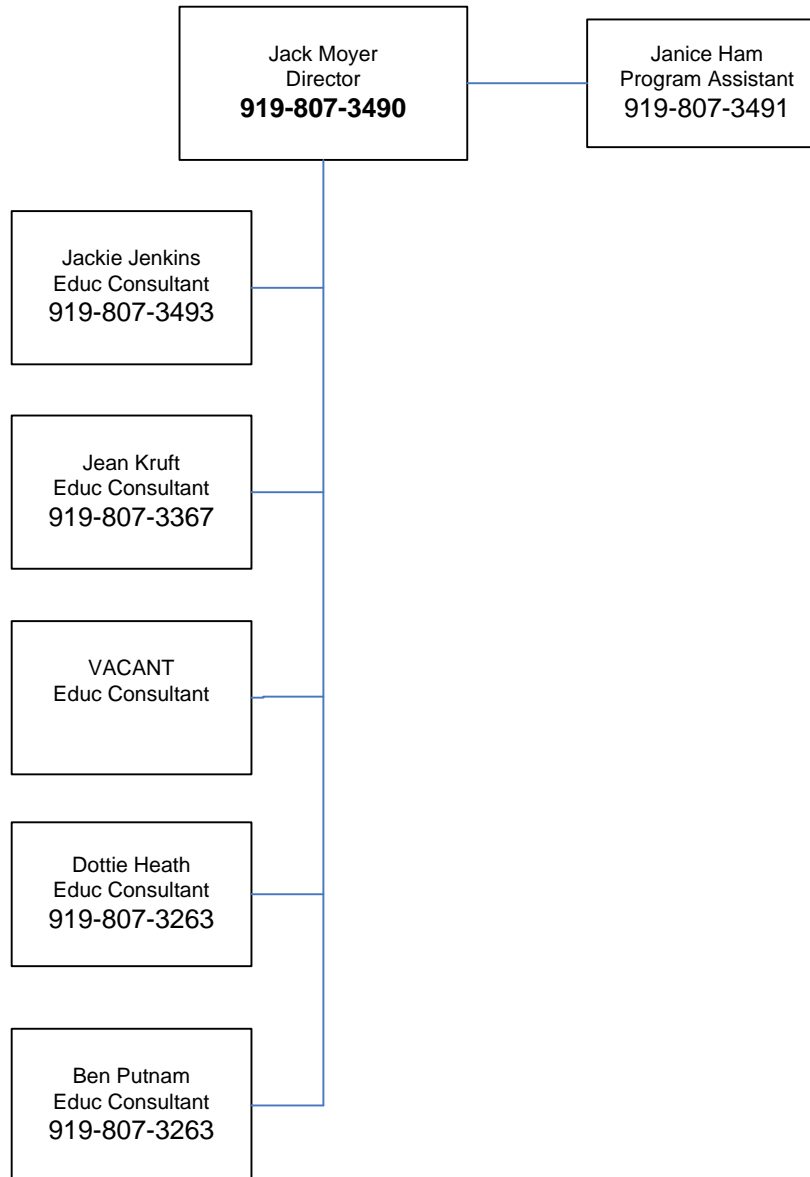 Jack Moyer
Director
919-807-3490
Janice Ham
Program Assistant
919-807-3491
Jackie Jenkins
Educ Consultant
919-807-3493
Jean Kruft
Educ Consultant
919-807-3367
VACANT
Educ Consultant
Dottie Heath
Educ Consultant
919-807-3263
Ben Putnam
Educ Consultant
919-807-3263